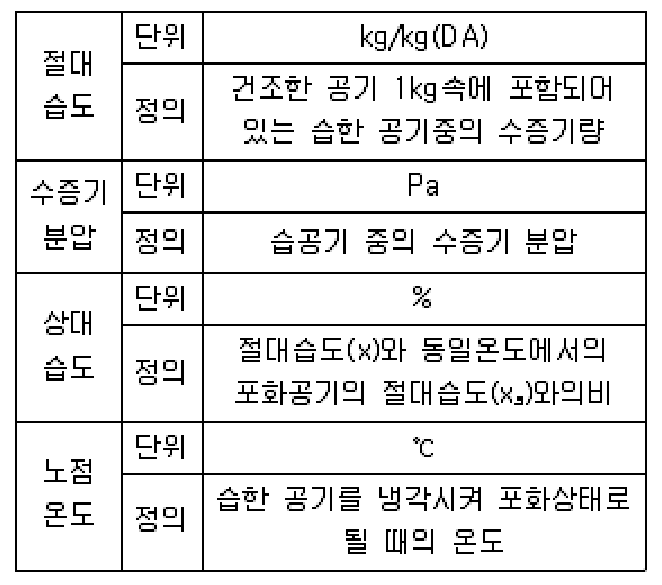 절대
습도
단위
kg/kg(DA)
정의
건조한 공기 1kg속에 포함되어
있는 습한 공기중의 수증기량
수증기
분압
단위
Pa
정의
습공기 중의 수증기 분압
상대
습도
단위
%
정의
절대습도(x)와 동일온도에서의
포화공기의 절대습도(xₛ)와의비
노점
온도
단위
℃
정의
습한 공기를 냉각시켜 포화상태로
될 때의 온도